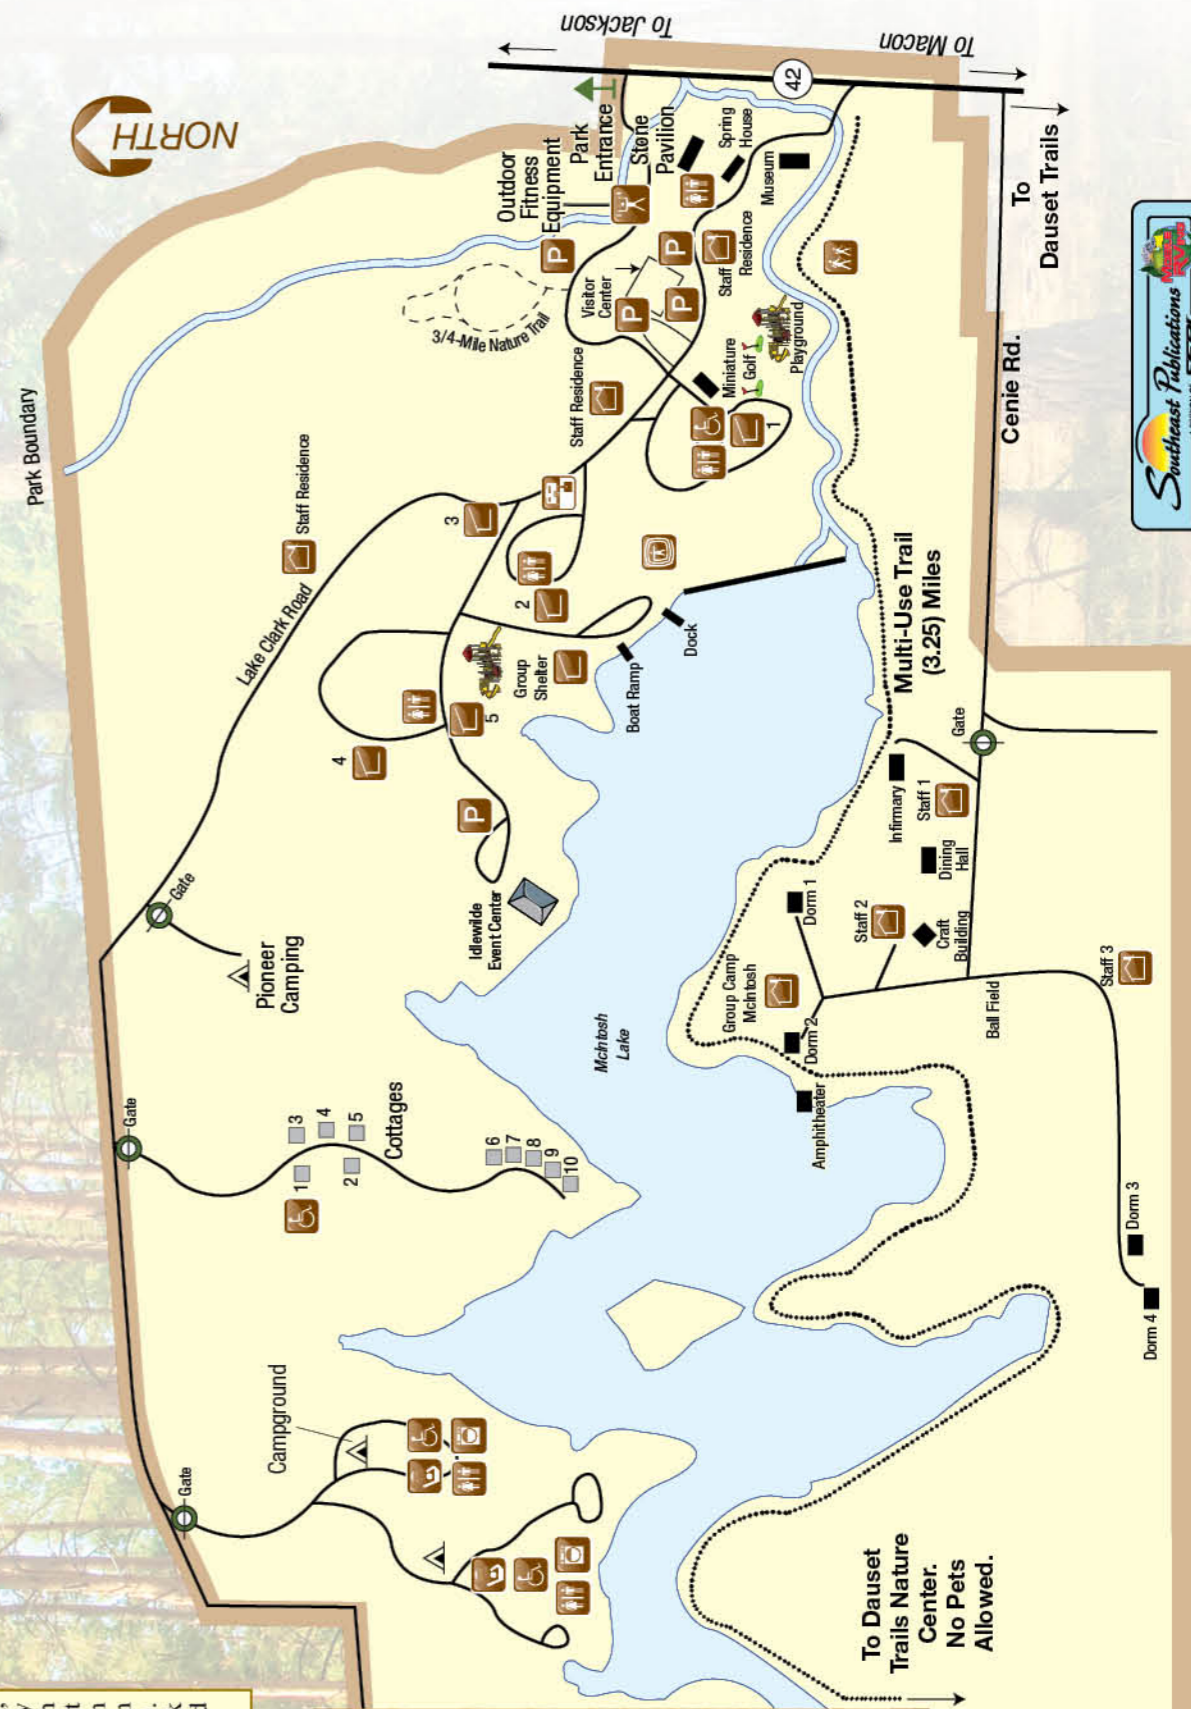 To Jackson
To Macon
42
NORTH
Park
Entrance
Outdoor
Fitness
Equipment
Stone
Pavilion
Spring
House
Museum
To
Dauset Trails
Staff
Residence
Visitor
Center
P
P
P
P
3/4-Mile Nature Trail
Miniature
Golf
Playground
Cenie Rd.
Southeast Publications
Park Boundary
Staff Residence
Staff Residence
Lake Clark Road
1
3
2
Group
Shelter
5
4
P
Boat Ramp
Dock
Multi-Use Trail
(3.25) Miles
Gate
Infirmary
Staff 1
Dining
Hall
Staff 2
Craft
Building
Dorm 1
Group Camp
McIntosh
Dorm 2
Ball Field
Staff 3
Amphitheater
Dorm 3
Dorm 4
Idlewilde
Event Center
McIntosh
Lake
Gate
Pioneer
Camping
Gate
1
2
3
4
5
Cottages
6
7
8
9
10
Campground
Gate
To Dauset
Trails Nature
Center.
No Pets
Allowed.